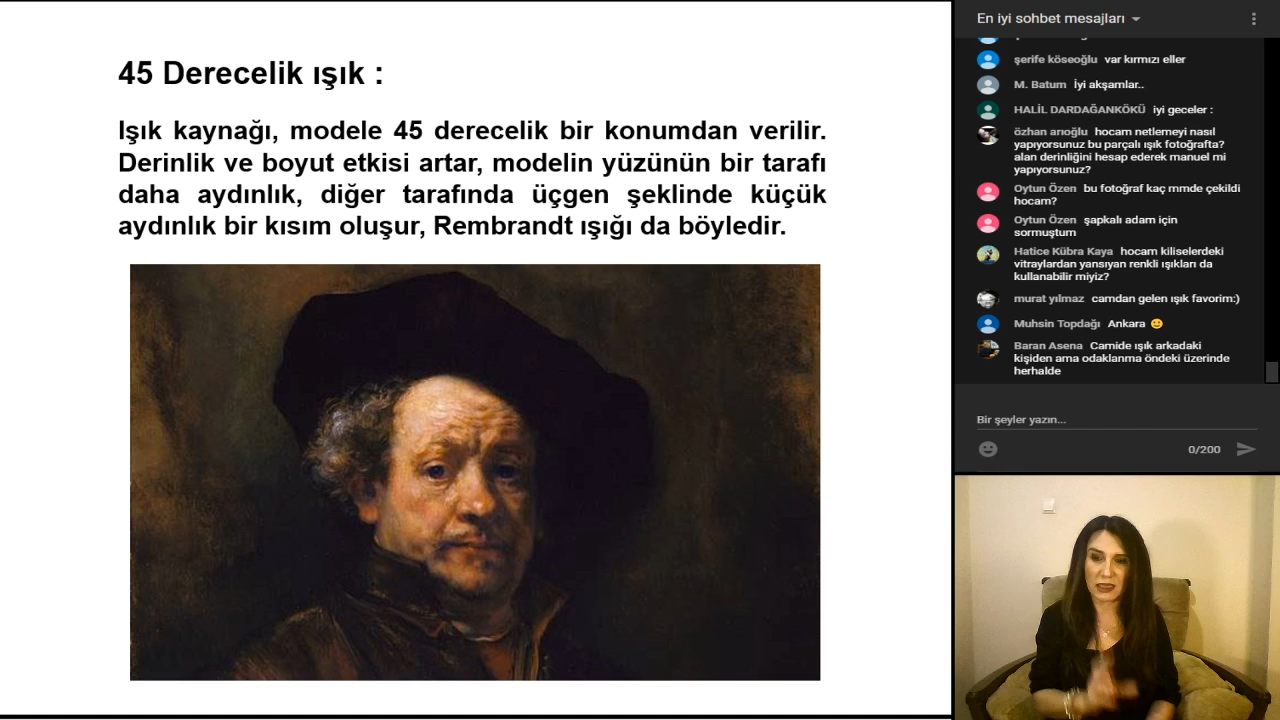 45 Derecelik ışık :
Işık kaynağı, modele 45 derecelik bir konumdan verilir.
Derinlik ve boyut etkisi artar, modelin yüzünün bir tarafı
daha aydınlık, diğer tarafında üçgen şeklinde küçük
aydınlık bir kısım oluşur, Rembrandt ışığı da böyledir.
En iyi sohbet mesajları
şerife köseoğlu var kırmızı eller
M. Batum İyi akşamlar..
HALİL DARDAĞANKÖKÜ iyi geceler :
özhan arıoğlu hocam netlemeyi nasıl
yapıyorsunuz bu parçalı ışık fotoğrafta?
alan derinliğini hesap ederek manuel mi
yapıyorsunuz?
Oytun Özen bu fotoğraf kaç mmde çekildi
hocam?
Oytun Özen şapkalı adam için
sormuştum
Hatice Kübra Kaya hocam kiliselerdeki
vitraylardan yansıyan renkli ışıkları da
kullanabilir miyiz?
murat yılmaz camdan gelen ışık favorim:)
Muhsin Topdağı Ankara
Baran Asena Camide ışık arkadaki
kişiden ama odaklanma öndeki üzerinde
herhalde
Bir şeyler yazın...
0/200